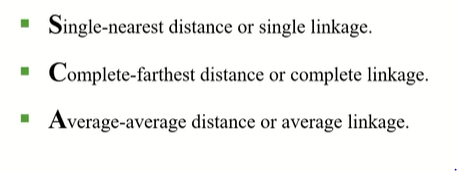 Single-nearest distance or single linkage.
Complete-farthest distance or complete linkage.
Average-average distance or average linkage.
.